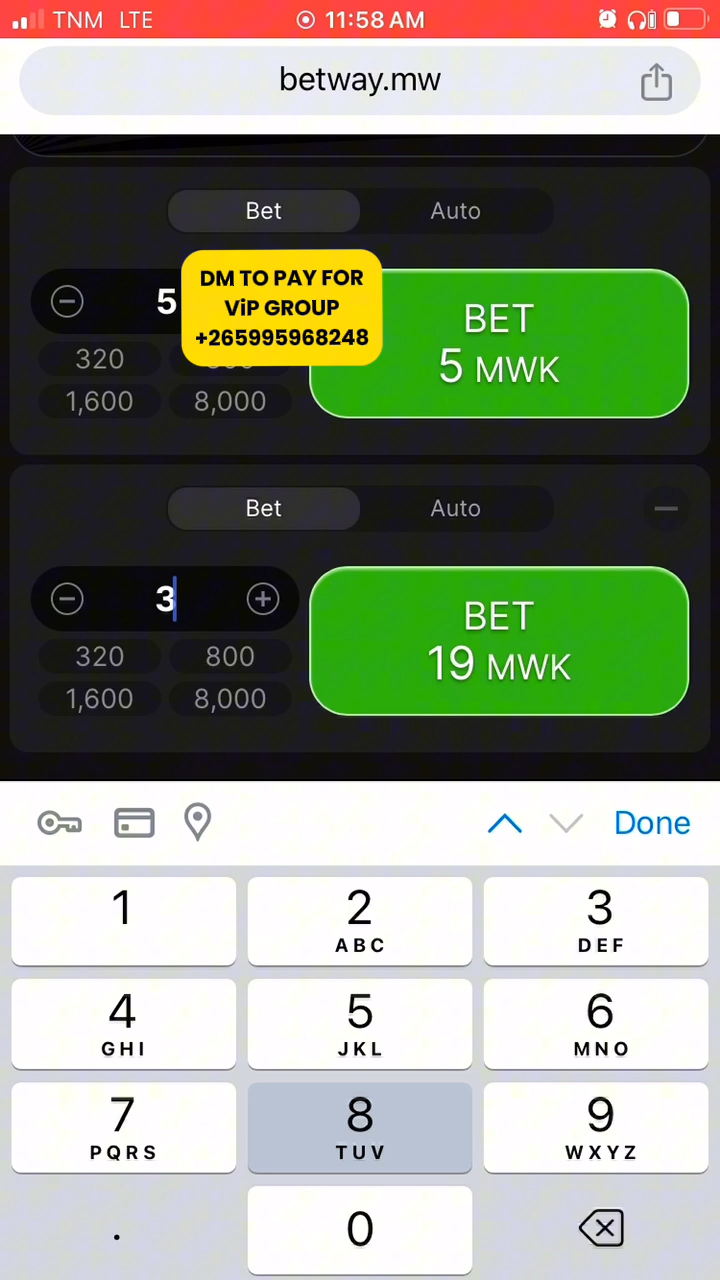 TNM LTE 11:58 AM
betway.mw
Bet Auto
DM TO PAY FOR
ViP GROUP
+265995968248
5
BET
5 MWK
320
1,600 8,000
Bet Auto
3
BET
19 MWK
320 800
1,600 8,000
Done
1 2 3
ABC DEF
4 5 6
GHI JKL MNO
7 8 9
PQRS TUV WXYZ
. 0